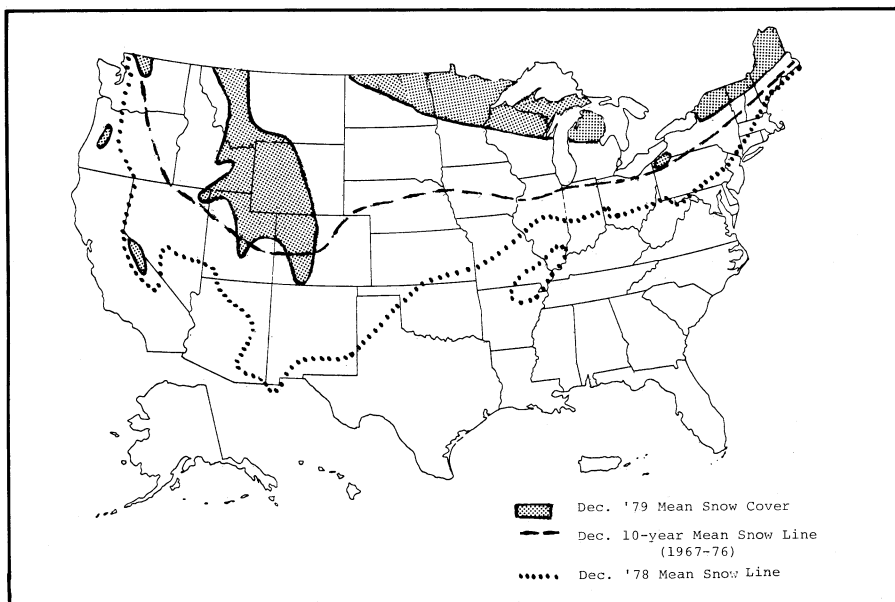 Dec. '79 Mean Snow Cover
Dec. 10-year Mean Snow Line
(1967-76)
Dec. '78 Mean Snow Line